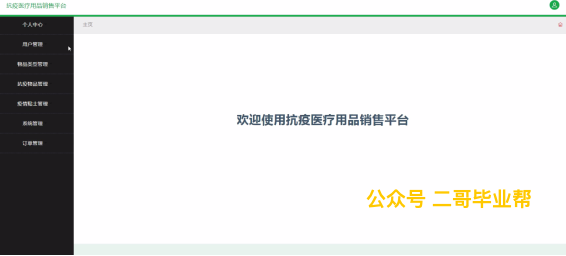 抗疫医疗用品销售平台
主页
个人中心
用户管理
物品类型管理
抗疫物品管理
疫情贴士管理
系统管理
订单管理
欢迎使用抗疫医疗用品销售平台
公众号 二哥毕业帮